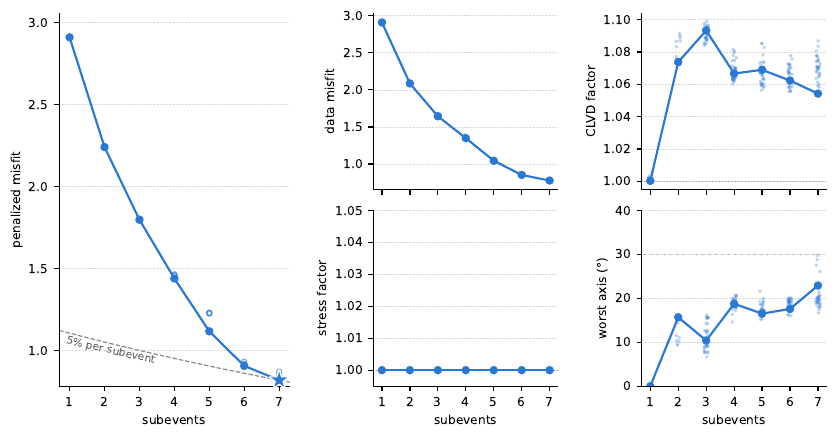 penalized misfit
3.0
2.5
2.0
1.5
1.0
5% per subevent
1 2 3 4 5 6 7
subevents
data misfit
3.0
2.5
2.0
1.5
1.0
stress factor
1.05
1.04
1.03
1.02
1.01
1.00
1 2 3 4 5 6 7
subevents
CLVD factor
1.10
1.08
1.06
1.04
1.02
1.00
worst axis (°)
40
30
20
10
0
1 2 3 4 5 6 7
subevents